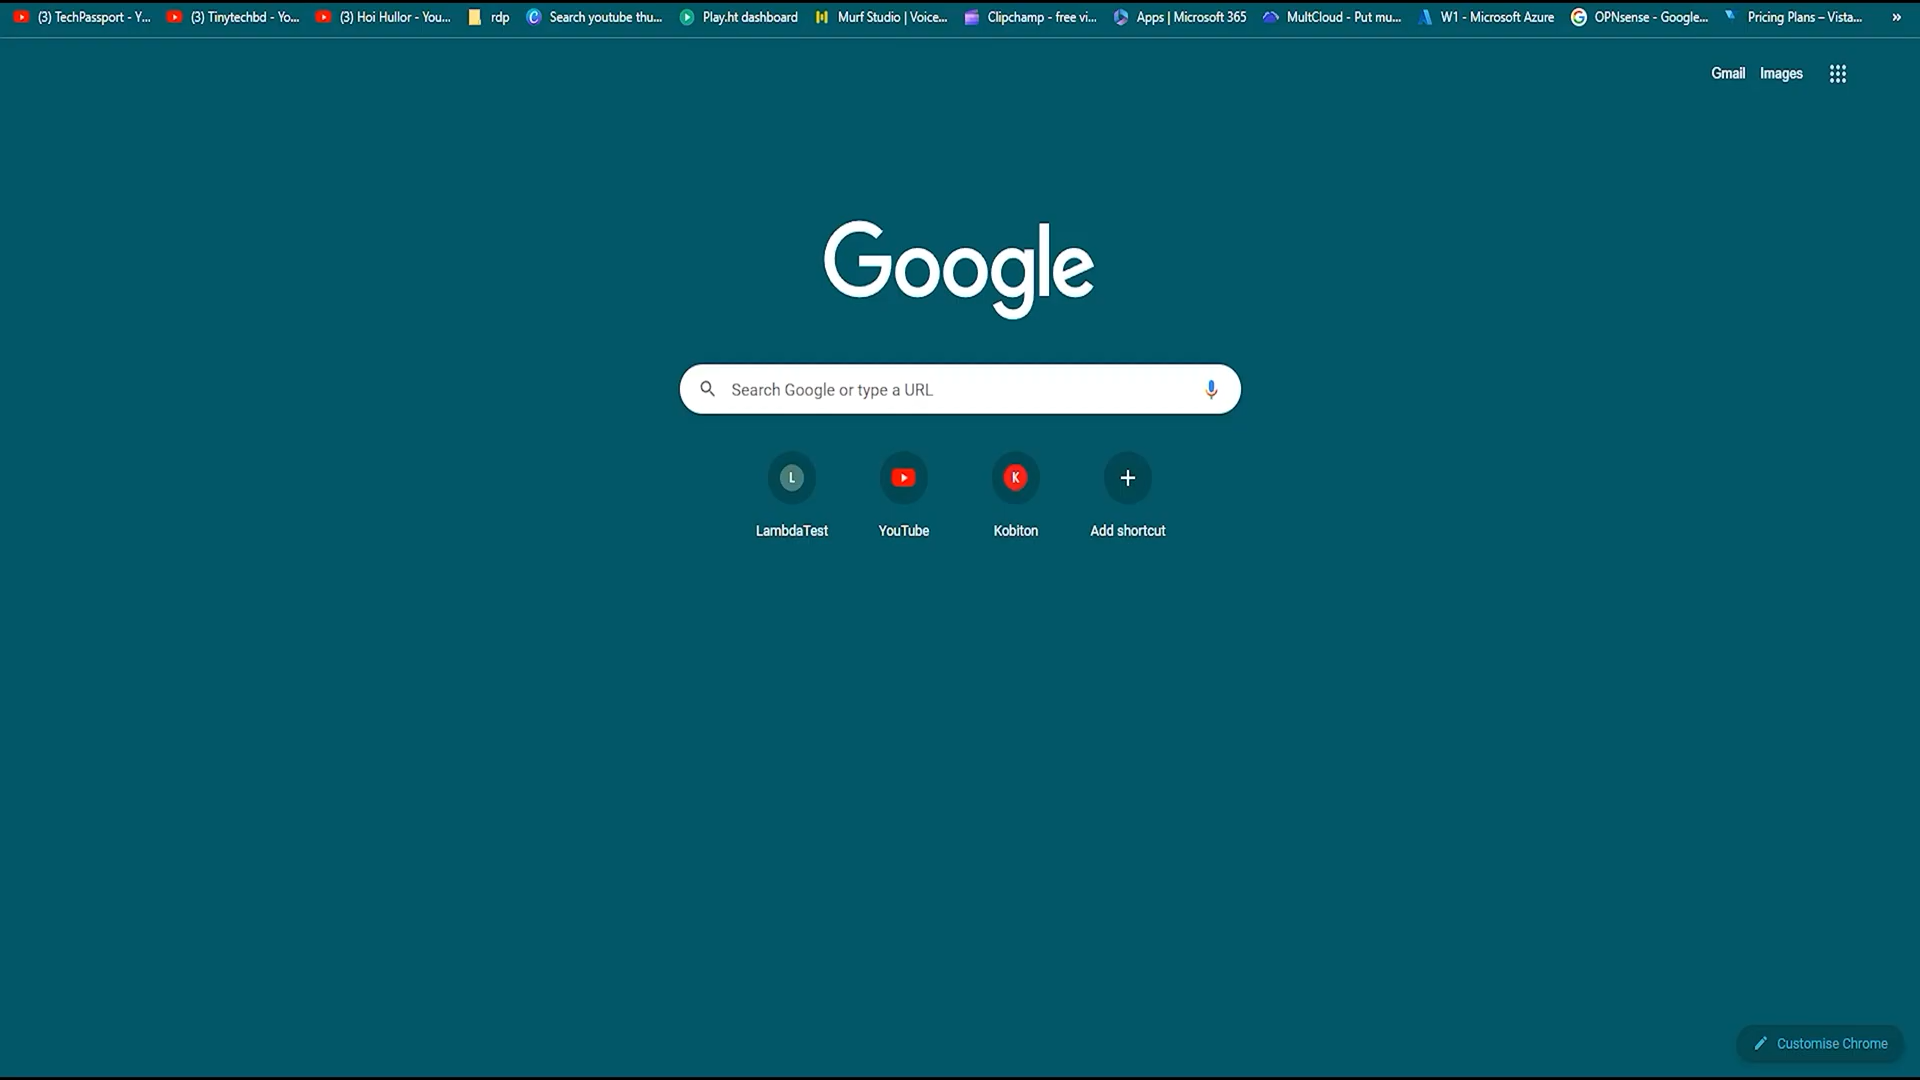 (3) TechPassport - Y... (3) Tinytechbd - Yo... (3) Hoi Hullor - You... rdp Search youtube thu... Play.ht dashboard Murf Studio | Voice... Clipchamp - free vi... Apps | Microsoft 365 MultCloud - Put mu... W1 - Microsoft Azure OPNsense - Google... Pricing Plans – Vista... »
Gmail Images
Google
Search Google or type a URL
L K
LambdaTest YouTube Kobiton Add shortcut
Customise Chrome